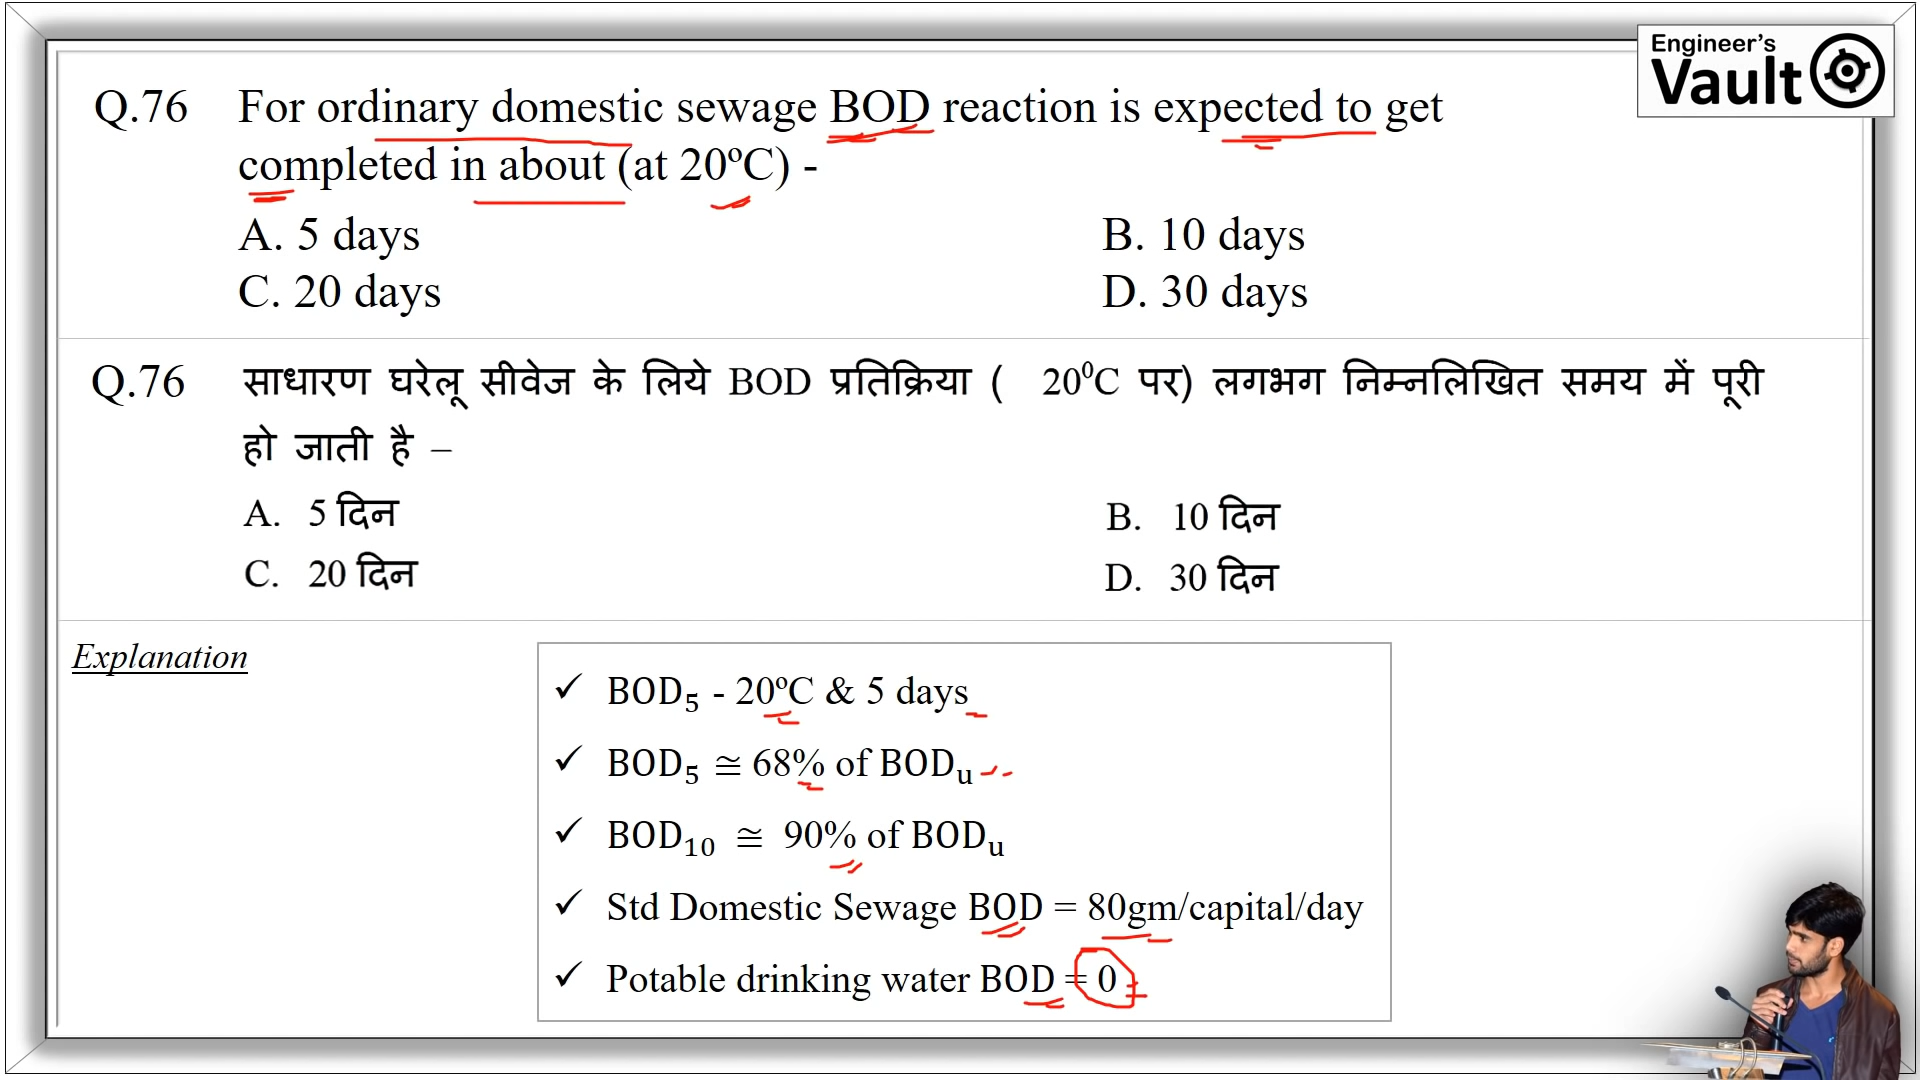 Engineer's
Vault
Q.76 For ordinary domestic sewage BOD reaction is expected to get
completed in about (at 20ºC) -
A. 5 days B. 10 days
C. 20 days D. 30 days
Q.76 साधारण घरेलू सीवेज के लिये BOD प्रतिक्रिया ( 20⁰C पर) लगभग निम्नलिखित समय में पूरी
हो जाती है –
A. 5 दिन B. 10 दिन
C. 20 दिन D. 30 दिन
Explanation
✓ BOD₅ - 20ºC & 5 days
✓ BOD₅ ≅ 68% of BODᵤ
✓ BOD₁₀ ≅ 90% of BODᵤ
✓ Std Domestic Sewage BOD = 80gm/capital/day
✓ Potable drinking water BOD = 0